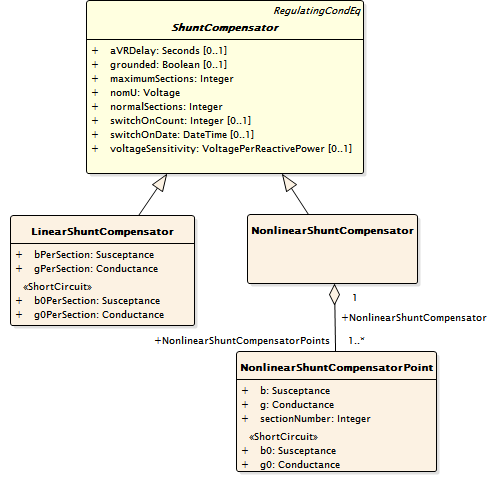 RegulatingCondEq
ShuntCompensator
+ aVRDelay: Seconds [0..1]
+ grounded: Boolean [0..1]
+ maximumSections: Integer
+ nomU: Voltage
+ normalSections: Integer
+ switchOnCount: Integer [0..1]
+ switchOnDate: DateTime [0..1]
+ voltageSensitivity: VoltagePerReactivePower [0..1]
LinearShuntCompensator
+ bPerSection: Susceptance
+ gPerSection: Conductance
«ShortCircuit»
+ b0PerSection: Susceptance
+ g0PerSection: Conductance
NonlinearShuntCompensator
1
+NonlinearShuntCompensator
+NonlinearShuntCompensatorPoints 1..*
NonlinearShuntCompensatorPoint
+ b: Susceptance
+ g: Conductance
+ sectionNumber: Integer
«ShortCircuit»
+ b0: Susceptance
+ g0: Conductance